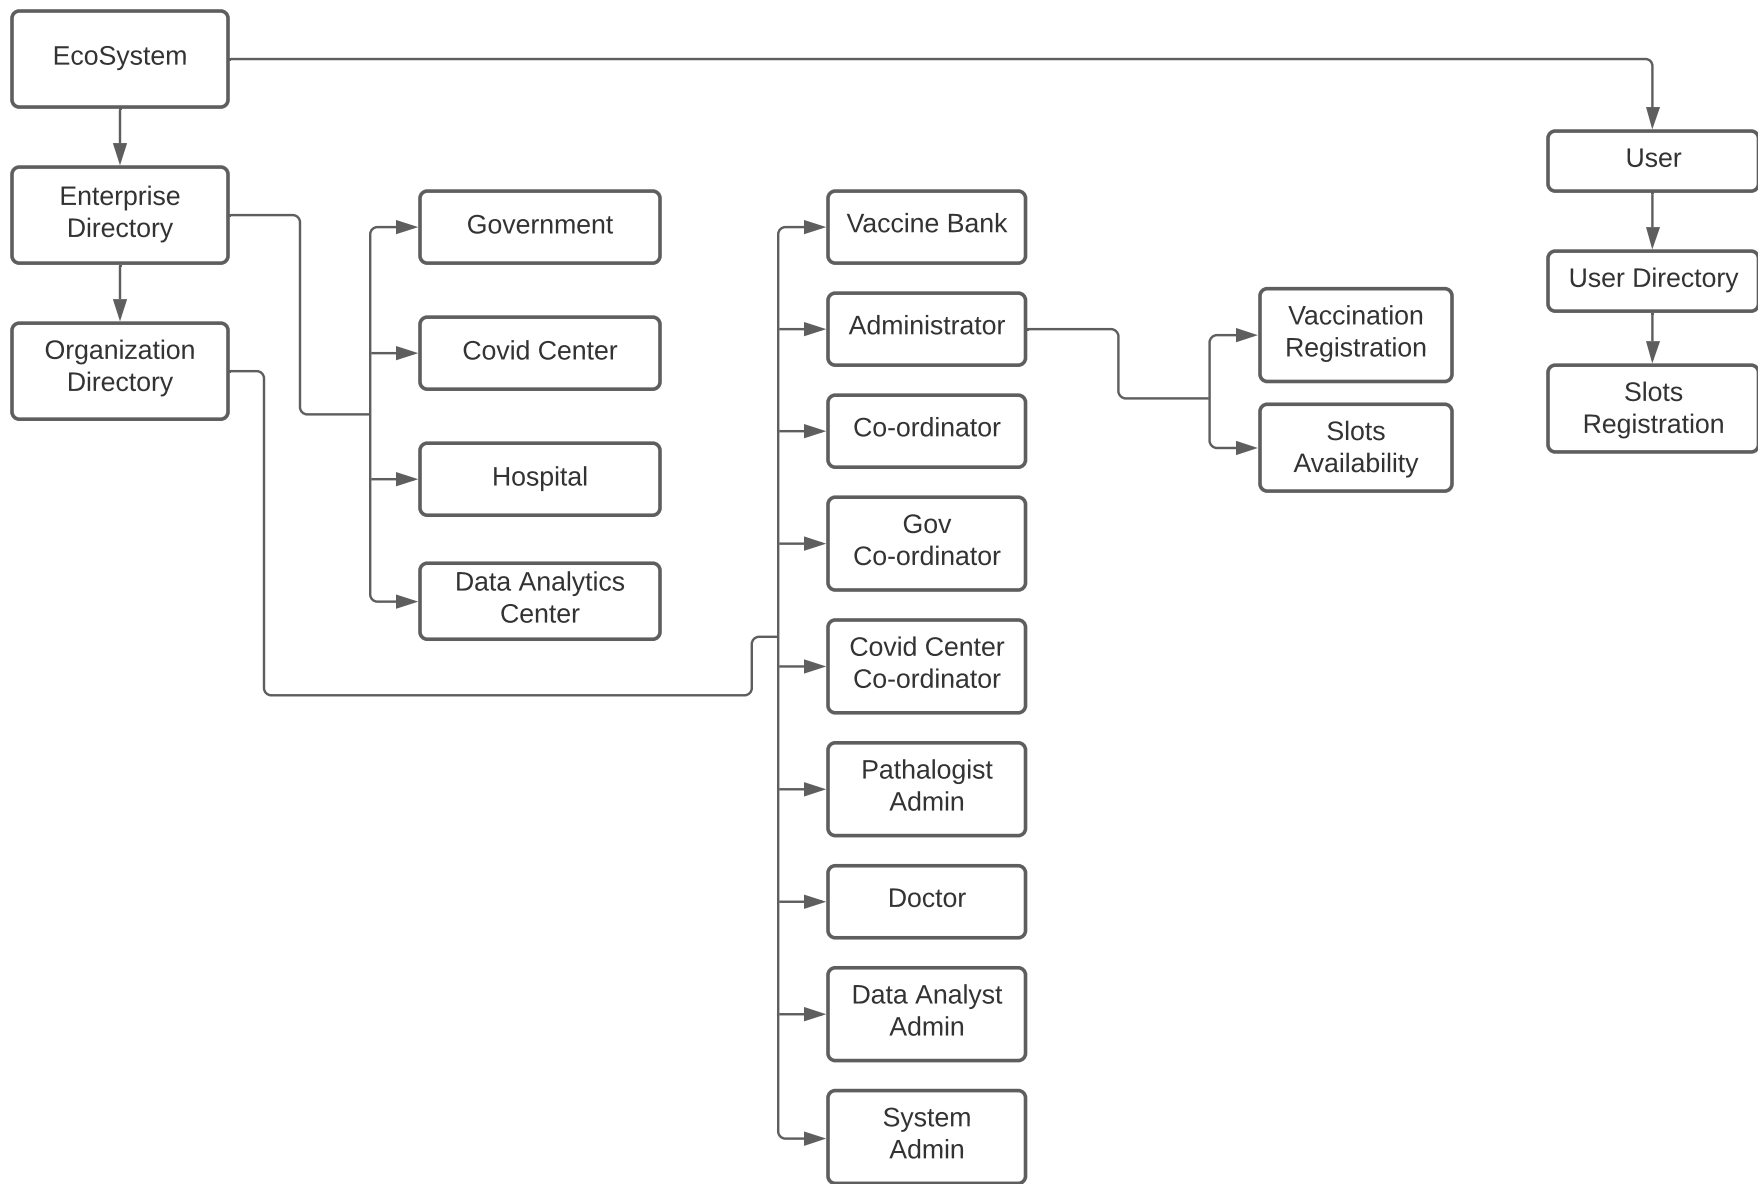 EcoSystem
Enterprise
Directory
Organization
Directory
Government
Covid Center
Hospital
Data Analytics
Center
Vaccine Bank
Administrator
Co-ordinator
Gov
Co-ordinator
Covid Center
Co-ordinator
Pathalogist
Admin
Doctor
Data Analyst
Admin
System
Admin
Vaccination
Registration
Slots
Availability
User
User Directory
Slots
Registration